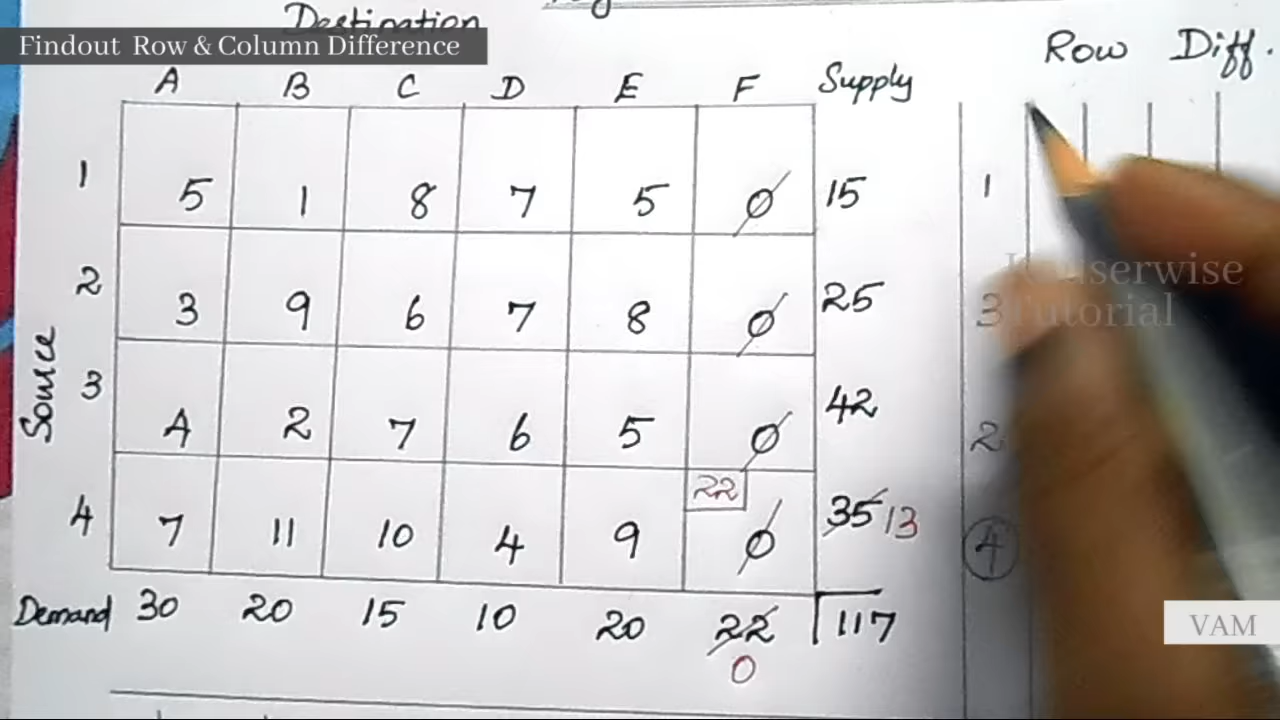 Destination
Findout Row & Column Difference
Row Diff.
A B C D E F Supply
1 5 1 8 7 5 0 15 1
2 3 9 6 7 8 0 25 3
3 A 2 7 6 5 0 42 2
22
4 7 11 10 4 9 0 35 13 4
Source
Demand 30 20 15 10 20 22 117
0
Tutorial
VAM